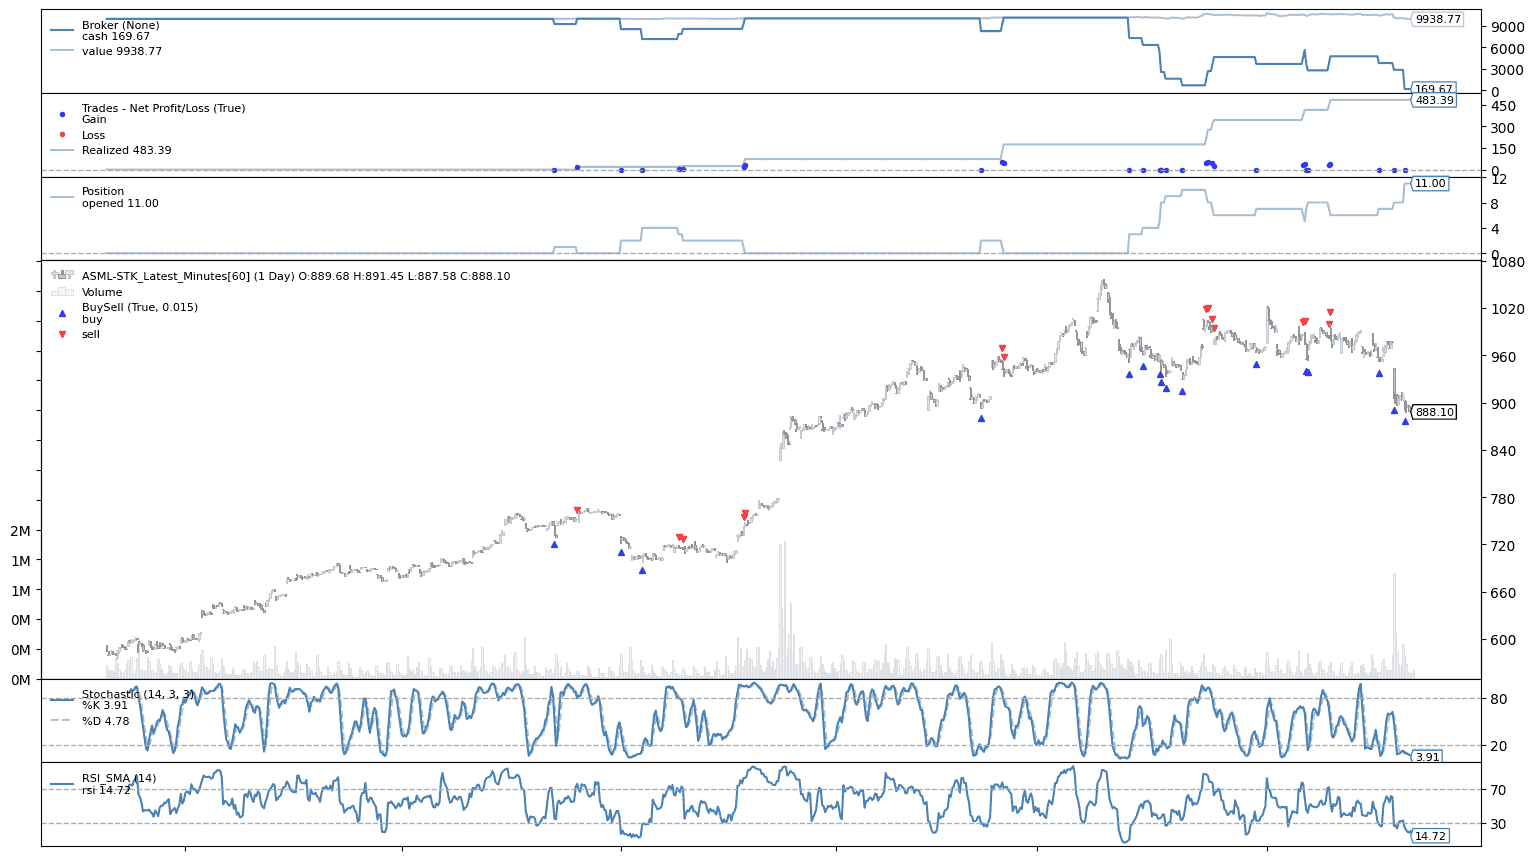 Broker (None)
cash 169.67
value 9938.77
9938.77
9000
6000
3000
0
169.67
Trades - Net Profit/Loss (True)
Gain
Loss
Realized 483.39
483.39
450
300
150
0
Position
opened 11.00
12
11.00
8
4
0
ASML-STK_Latest_Minutes[60] (1 Day) O:889.68 H:891.45 L:887.58 C:888.10
Volume
BuySell (True, 0.015)
buy
sell
1080
1020
960
900
888.10
840
780
720
660
600
2M
1M
1M
0M
0M
0M
Stochastic (14, 3, 3)
%K 3.91
%D 4.78
80
20
3.91
RSI_SMA (14)
rsi 14.72
70
30
14.72